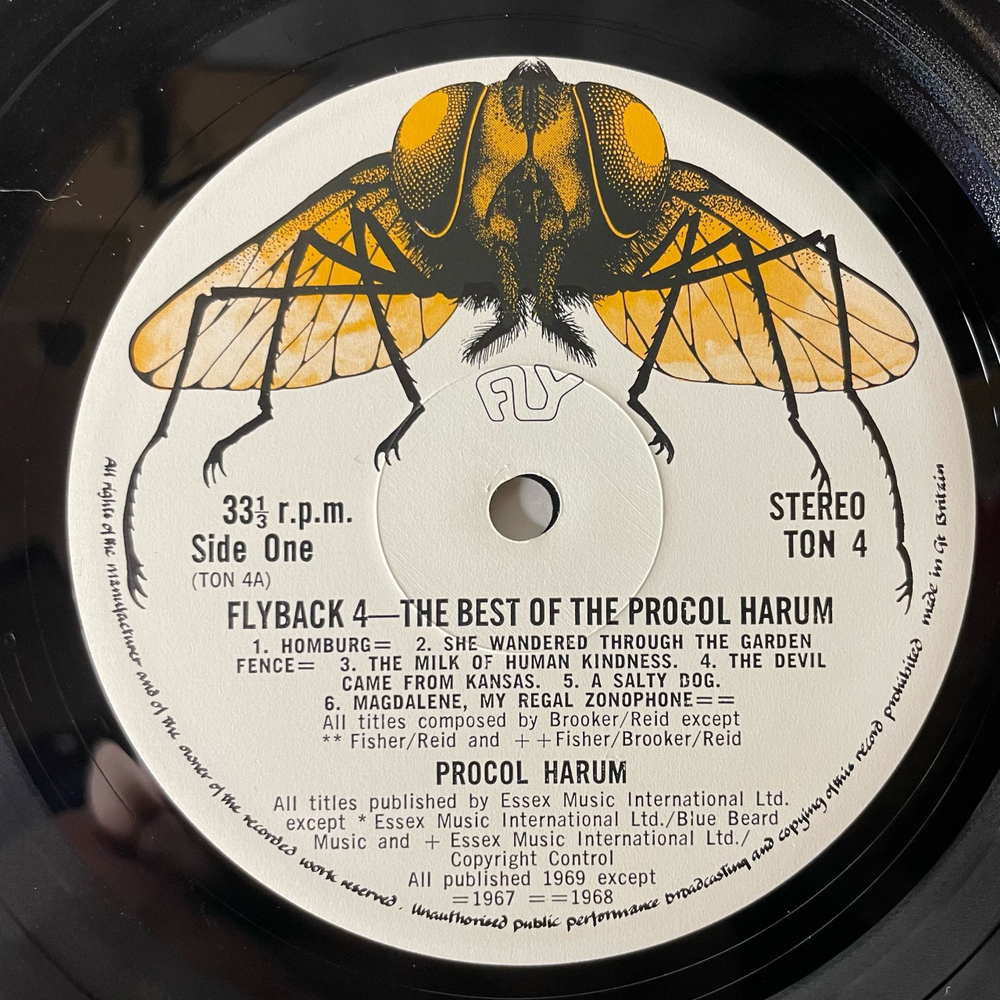 FLY
33⅓ r.p.m.
Side One
(TON 4A)
STEREO
TON 4
FLYBACK 4—THE BEST OF THE PROCOL HARUM
1. HOMBURG= 2. SHE WANDERED THROUGH THE GARDEN
FENCE= 3. THE MILK OF HUMAN KINDNESS. 4. THE DEVIL
CAME FROM KANSAS. 5. A SALTY DOG.
6. MAGDALENE, MY REGAL ZONOPHONE==
All titles composed by Brooker/Reid except
** Fisher/Reid and ++Fisher/Brooker/Reid
PROCOL HARUM
All titles published by Essex Music International Ltd.
except * Essex Music International Ltd./Blue Beard
Music and + Essex Music International Ltd./
Copyright Control
All published 1969 except
=1967 ==1968
All rights of the manufacturer and of the owner of the recorded work reserved. Unauthorised public performance broadcasting and copying of this record prohibited made in Gt Britain